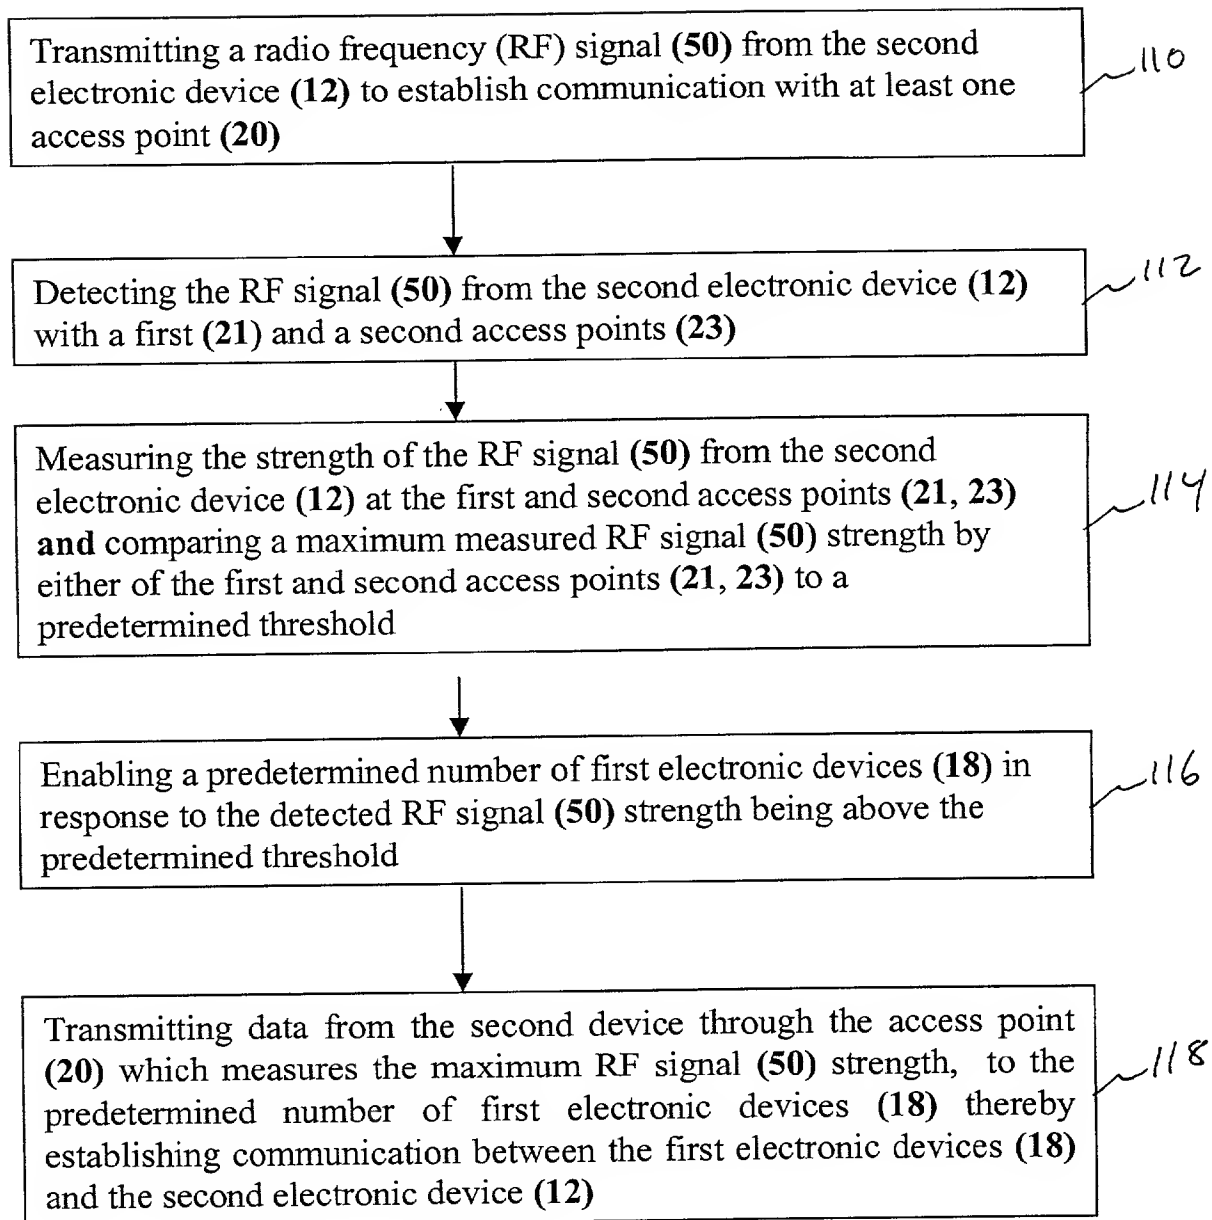 Transmitting a radio frequency (RF) signal (50) from the second
electronic device (12) to establish communication with at least one
access point (20)
110
Detecting the RF signal (50) from the second electronic device (12)
with a first (21) and a second access points (23)
112
Measuring the strength of the RF signal (50) from the second
electronic device (12) at the first and second access points (21, 23)
and comparing a maximum measured RF signal (50) strength by
either of the first and second access points (21, 23) to a
predetermined threshold
114
Enabling a predetermined number of first electronic devices (18) in
response to the detected RF signal (50) strength being above the
predetermined threshold
116
Transmitting data from the second device through the access point
(20) which measures the maximum RF signal (50) strength, to the
predetermined number of first electronic devices (18) thereby
establishing communication between the first electronic devices (18)
and the second electronic device (12)
118